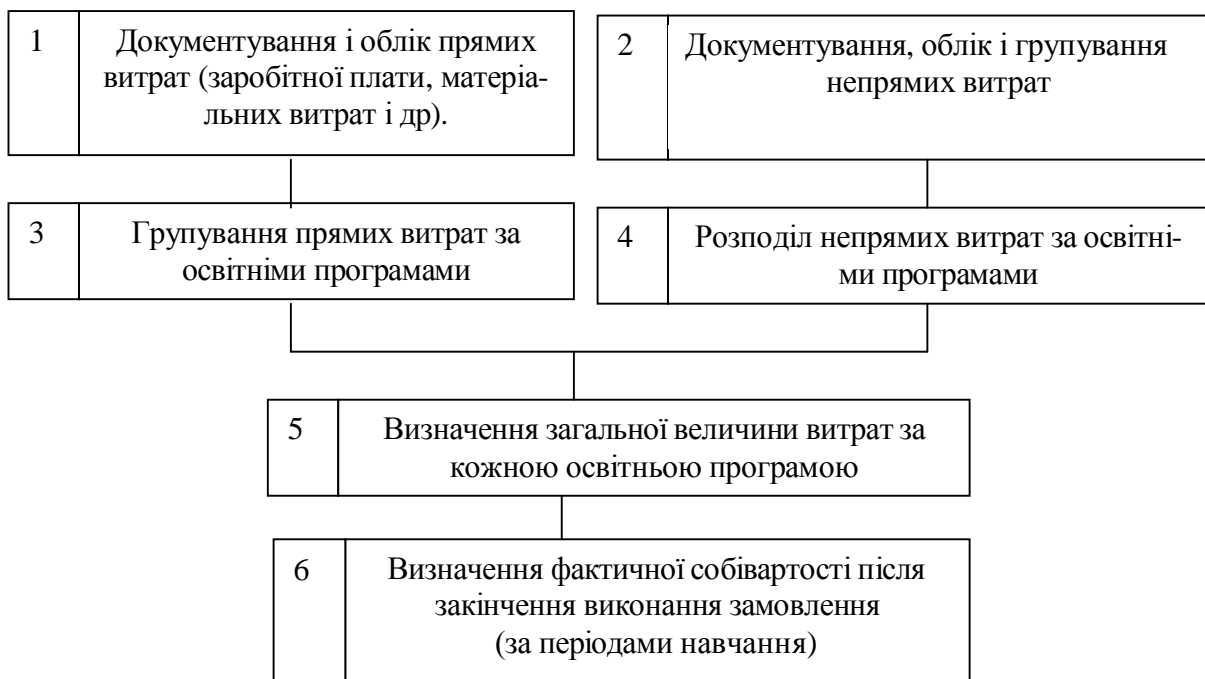 1 Документування і облік прямих
витрат (заробітної плати, матеріа-
льних витрат і др).
2 Документування, облік і групування
непрямих витрат
3 Групування прямих витрат за
освітніми програмами
4 Розподіл непрямих витрат за освітні-
ми програмами
5 Визначення загальної величини витрат за
кожною освітньою програмою
6 Визначення фактичної собівартості після
закінчення виконання замовлення
(за періодами навчання)